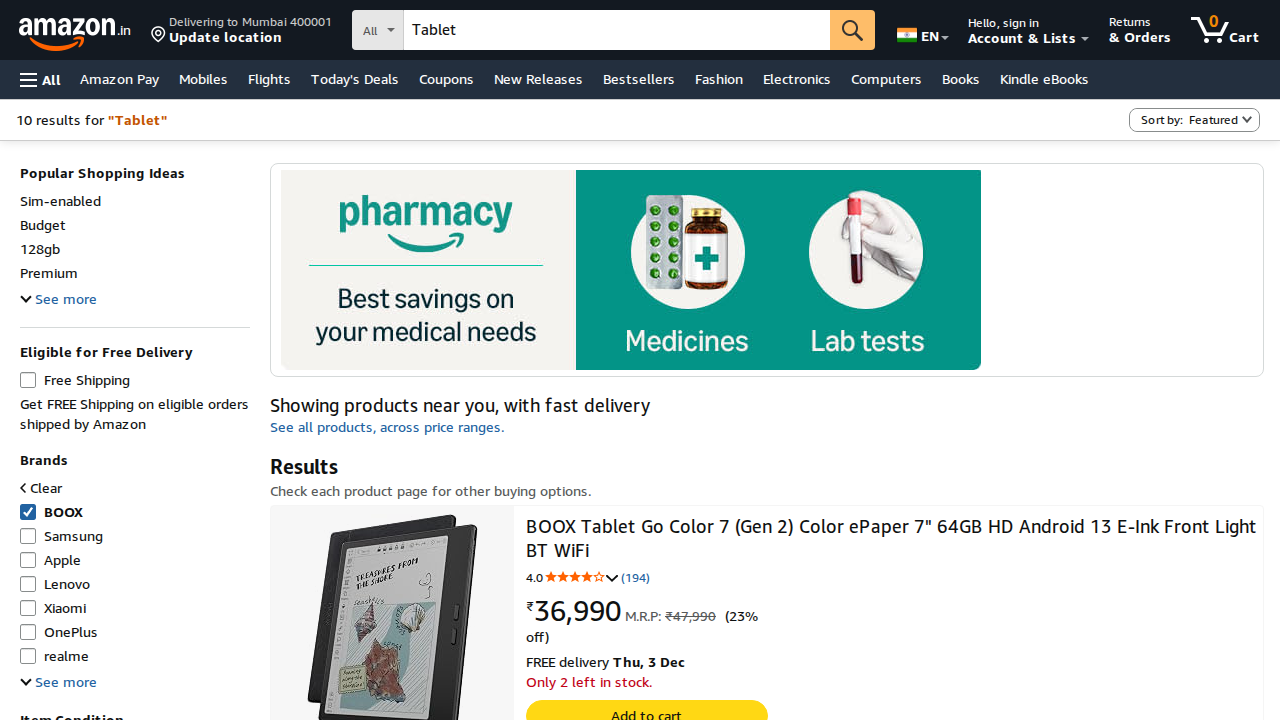 amazon.in
Delivering to Mumbai 400001
Update location
All
Tablet
EN
Hello, sign in
Account & Lists
Returns
& Orders
0
Cart
All
Amazon Pay
Mobiles
Flights
Today's Deals
Coupons
New Releases
Bestsellers
Fashion
Electronics
Computers
Books
Kindle eBooks
10 results for "Tablet"
Sort by: Featured
Popular Shopping Ideas
Sim-enabled
Budget
128gb
Premium
See more
Eligible for Free Delivery
Free Shipping
Get FREE Shipping on eligible orders
shipped by Amazon
Brands
Clear
BOOX
Samsung
Apple
Lenovo
Xiaomi
OnePlus
realme
See more
Item Condition
pharmacy
Best savings on
your medical needs
Medicines
Lab tests
Showing products near you, with fast delivery
See all products, across price ranges.
Results
Check each product page for other buying options.
TREASURES FROM
THE SHORE
BOOX Tablet Go Color 7 (Gen 2) Color ePaper 7" 64GB HD Android 13 E-Ink Front Light
BT WiFi
4.0 (194)
₹36,990 M.R.P: ₹47,990 (23%
off)
FREE delivery Thu, 3 Dec
Only 2 left in stock.
Add to cart